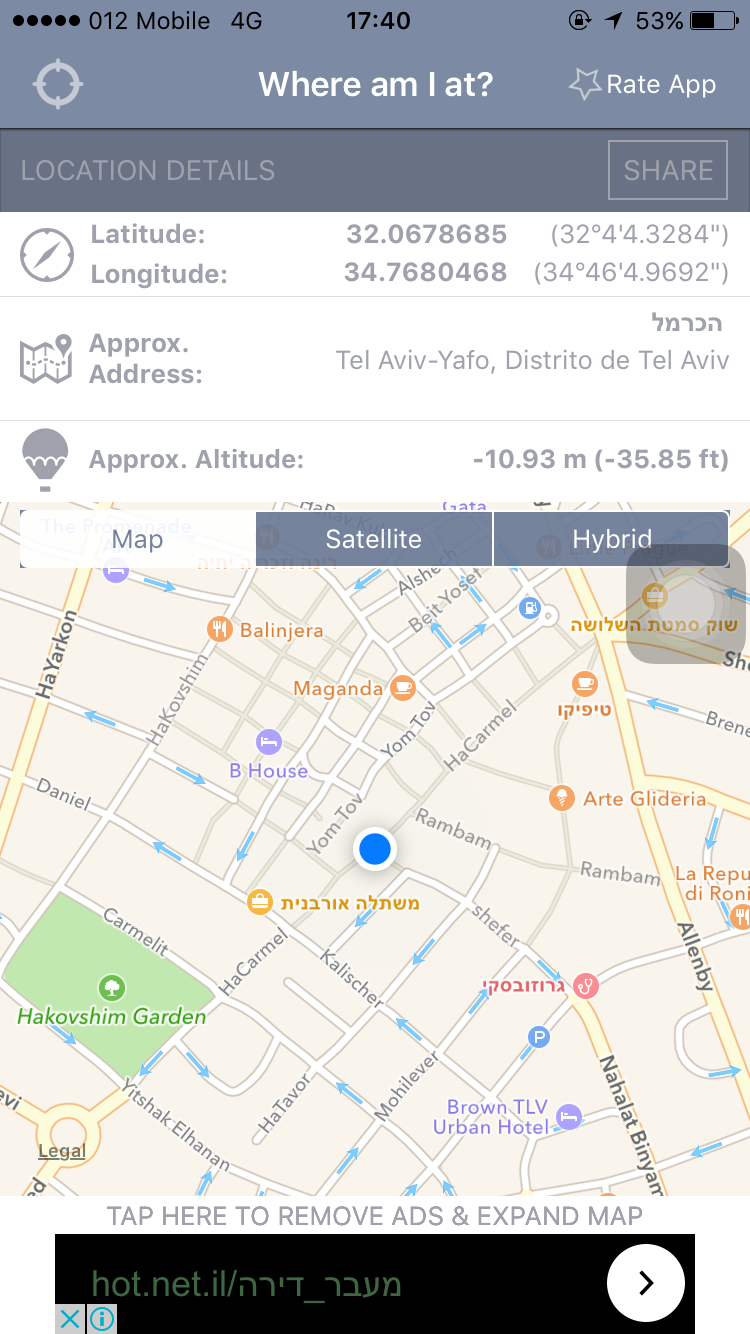 012 Mobile 4G 17:40 53%
Where am I at?
Rate App
LOCATION DETAILS
SHARE
Latitude: 32.0678685 (32°4'4.3284")
Longitude: 34.7680468 (34°46'4.9692")
Approx.
Address:
הכרמל
Tel Aviv-Yafo, Distrito de Tel Aviv
Approx. Altitude: -10.93 m (-35.85 ft)
Gata
The Promenade
Map
Satellite
Hybrid
Alshech
Beit Yosef
שוק סמטת השלושה
Balinjera
HaYarkon
HaKovshim
Maganda
טיפיקו
Yom Tov
HaCarmel
B House
Daniel
Arte Glideria
Yom Tov
Rambam
Rambam
La Repu
di Roni
משתלה אורבנית
shefer
Carmelit
HaCarmel
Kalischer
Allenby
גרוזובסקי
Hakovshim Garden
HaTavor
Mohilever
Nahalat Binyam
Brown TLV
Urban Hotel
Yitshak Elhanan
Legal
TAP HERE TO REMOVE ADS & EXPAND MAP
hot.net.il/מעבר_דירה